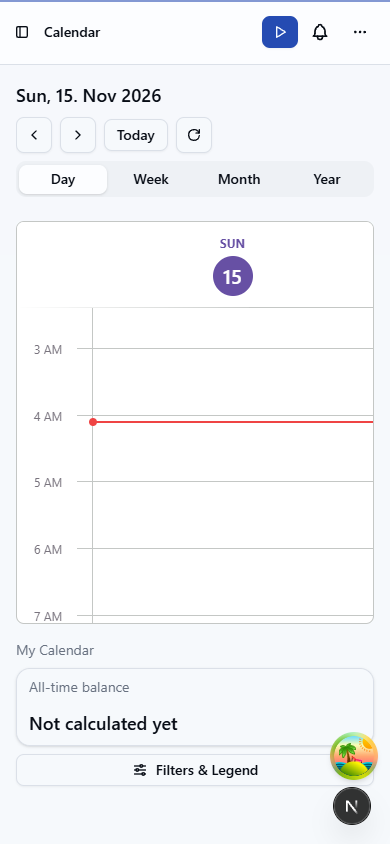 Calendar
Sun, 15. Nov 2026
Today
Day Week Month Year
SUN
15
3 AM
4 AM
5 AM
6 AM
7 AM
My Calendar
All-time balance
Not calculated yet
Filters & Legend
N